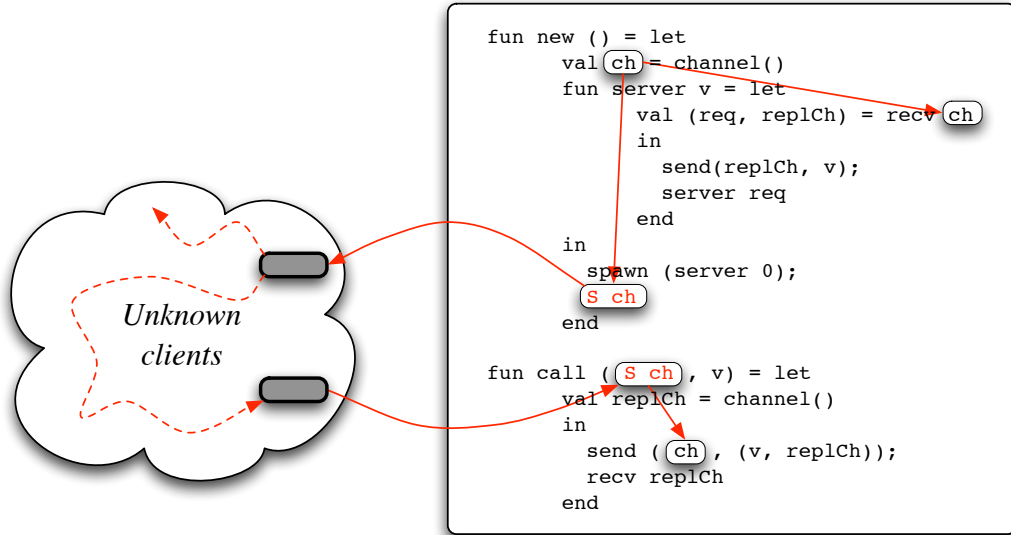 fun new () = let
val ch = channel()
fun server v = let
val (req, replCh) = recv ch
in
send(replCh, v);
server req
end
in
spawn (server 0);
S ch
end
fun call ( S ch , v) = let
val replCh = channel()
in
send ( ch , (v, replCh));
recv replCh
end
Unknown
clients